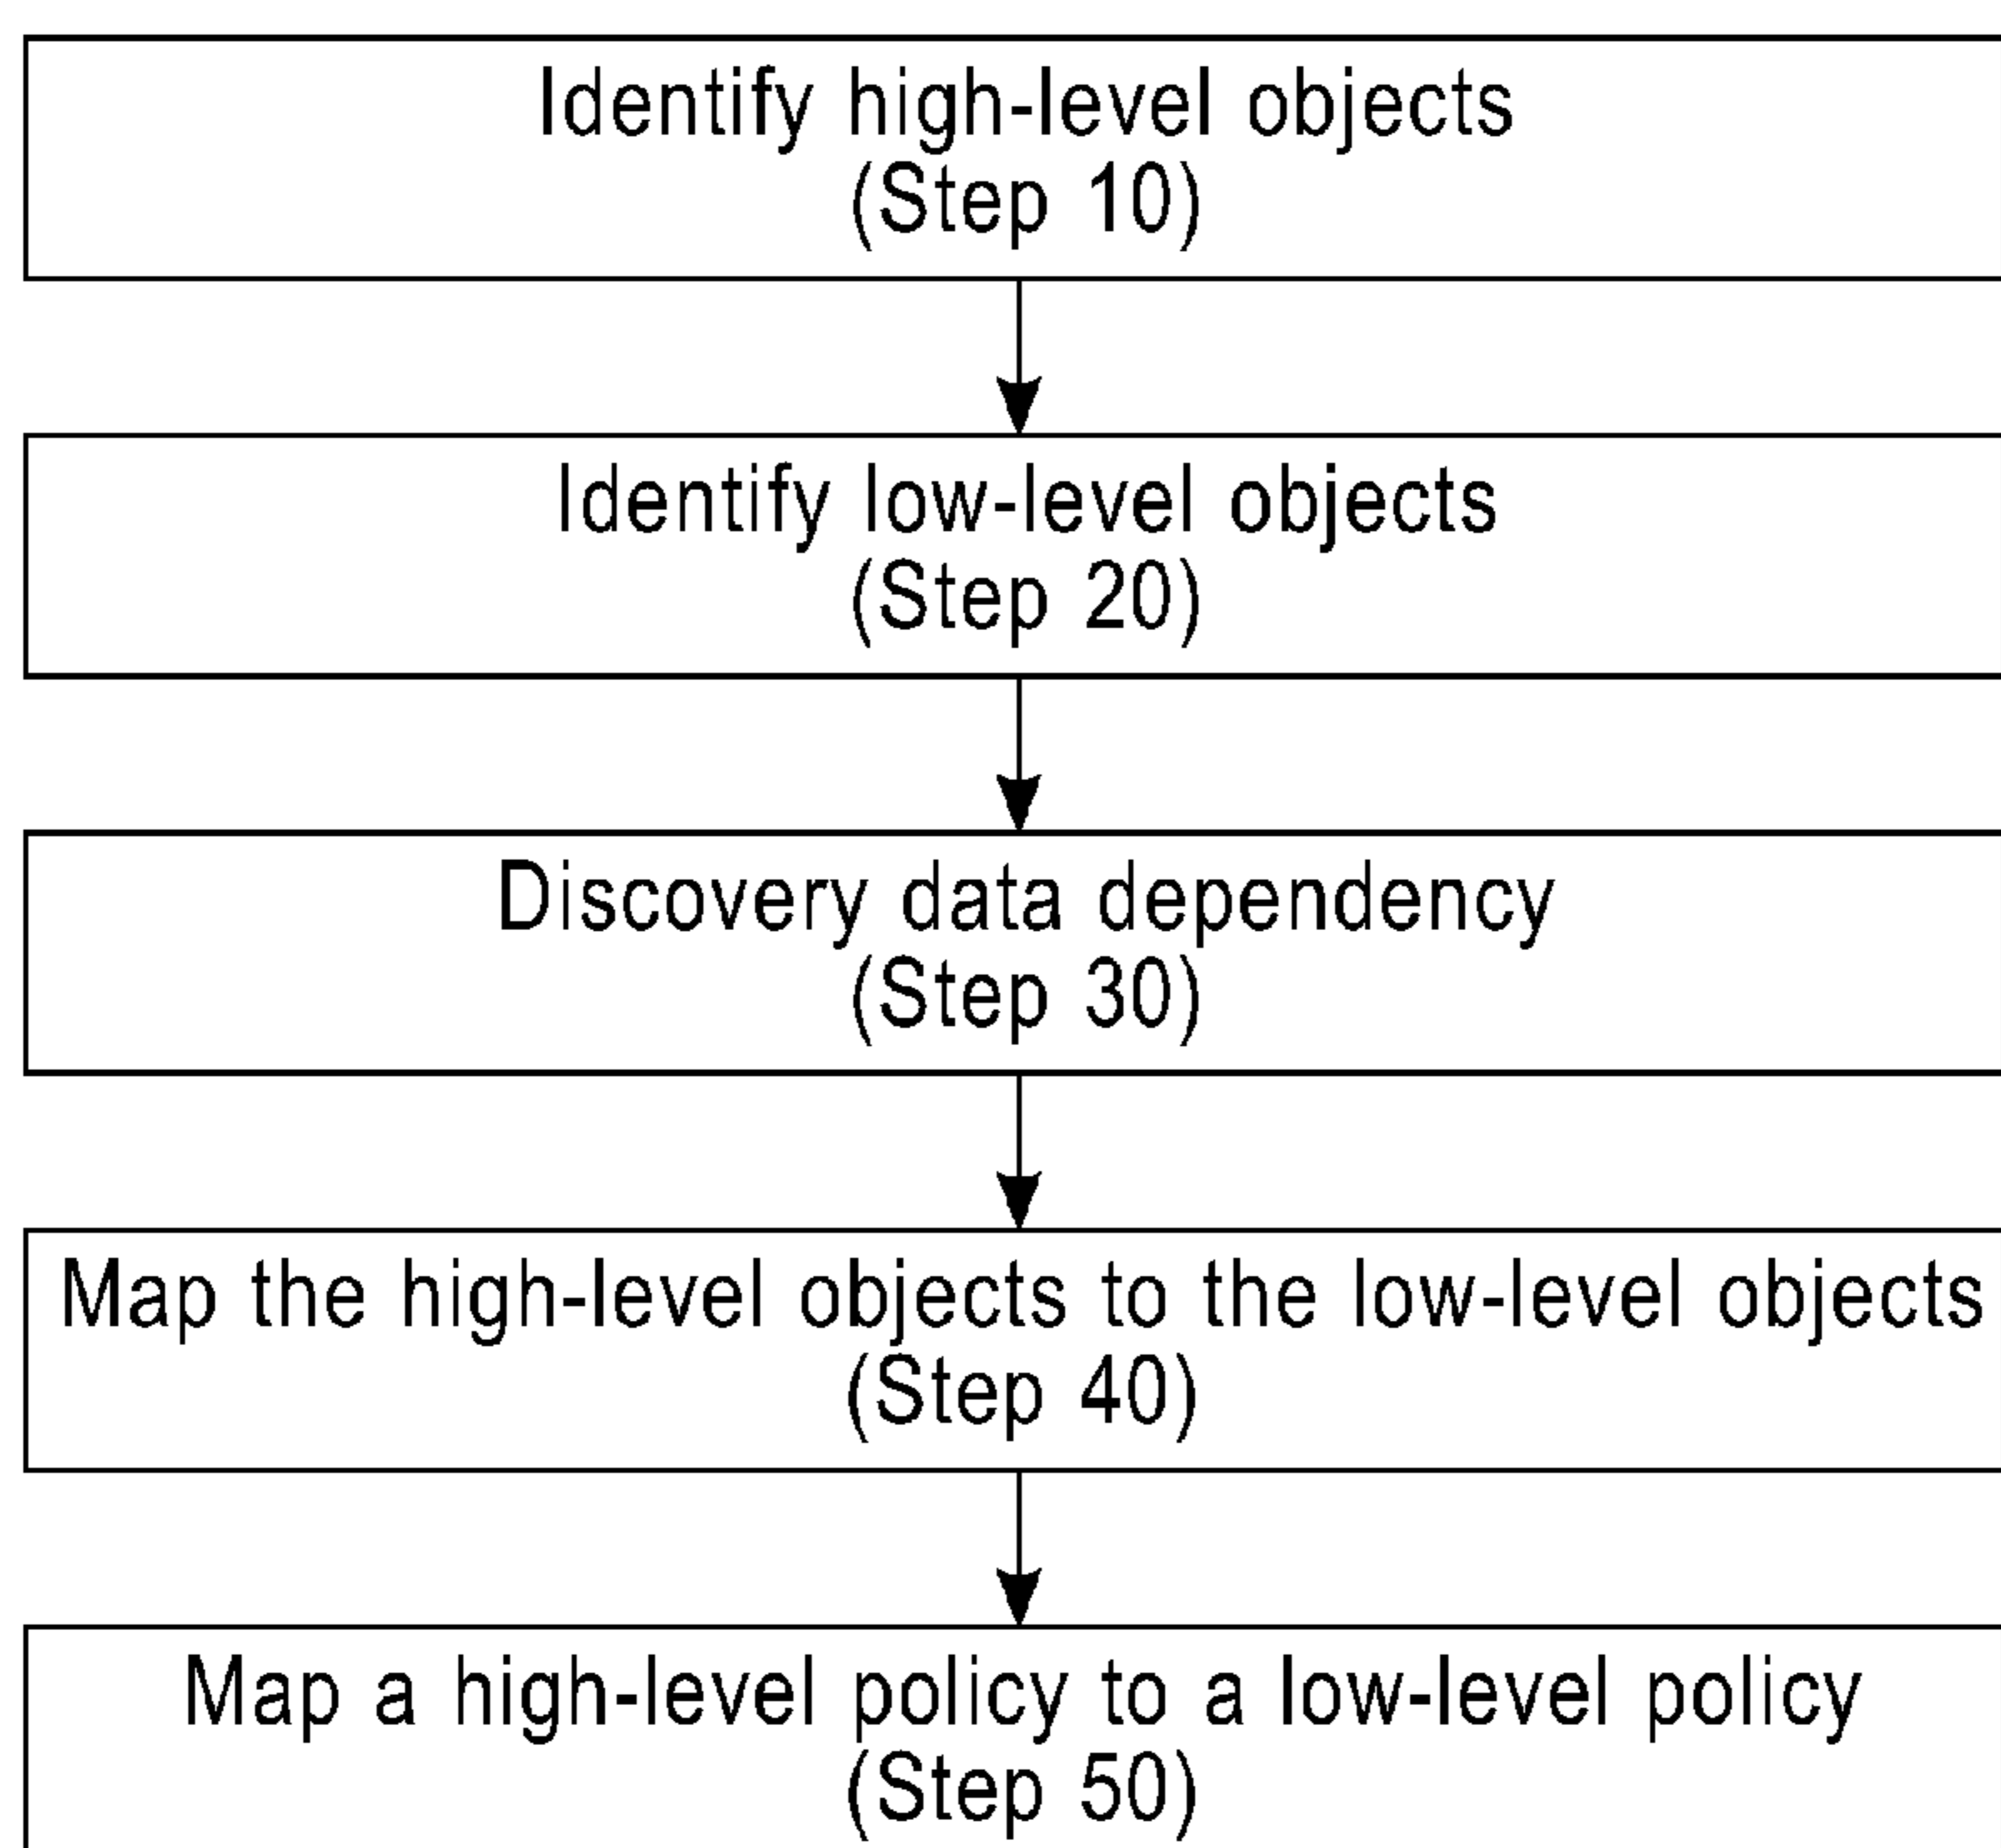 Identify high-level objects
(Step 10)
Identify low-level objects
(Step 20)
Discovery data dependency
(Step 30)
Map the high-level objects to the low-level objects
(Step 40)
Map a high-level policy to a low-level policy
(Step 50)